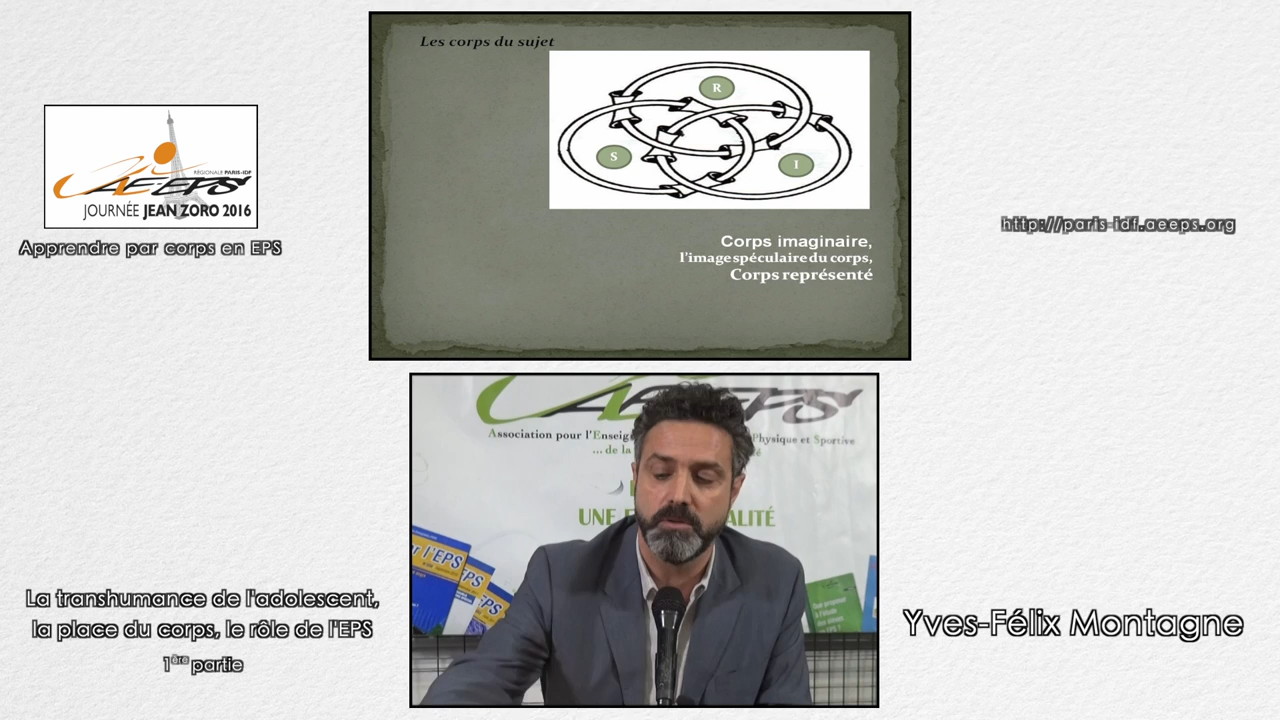 Les corps du sujet
R
S
I
Corps imaginaire,
l'image spéculaire du corps,
Corps représenté
RÉGIONALE PARIS-IDF
AEEPS
JOURNÉE JEAN ZORO 2016
Apprendre par corps en EPS
http://paris-idf.aeeps.org
AEEPS
Association pour l'Enseig Physique et Sportive
... de la é
UNE ALITÉ
r l'EPS
EPS
EPS
La transhumance de l'adolescent,
la place du corps, le rôle de l'EPS
1ère partie
Yves-Félix Montagne